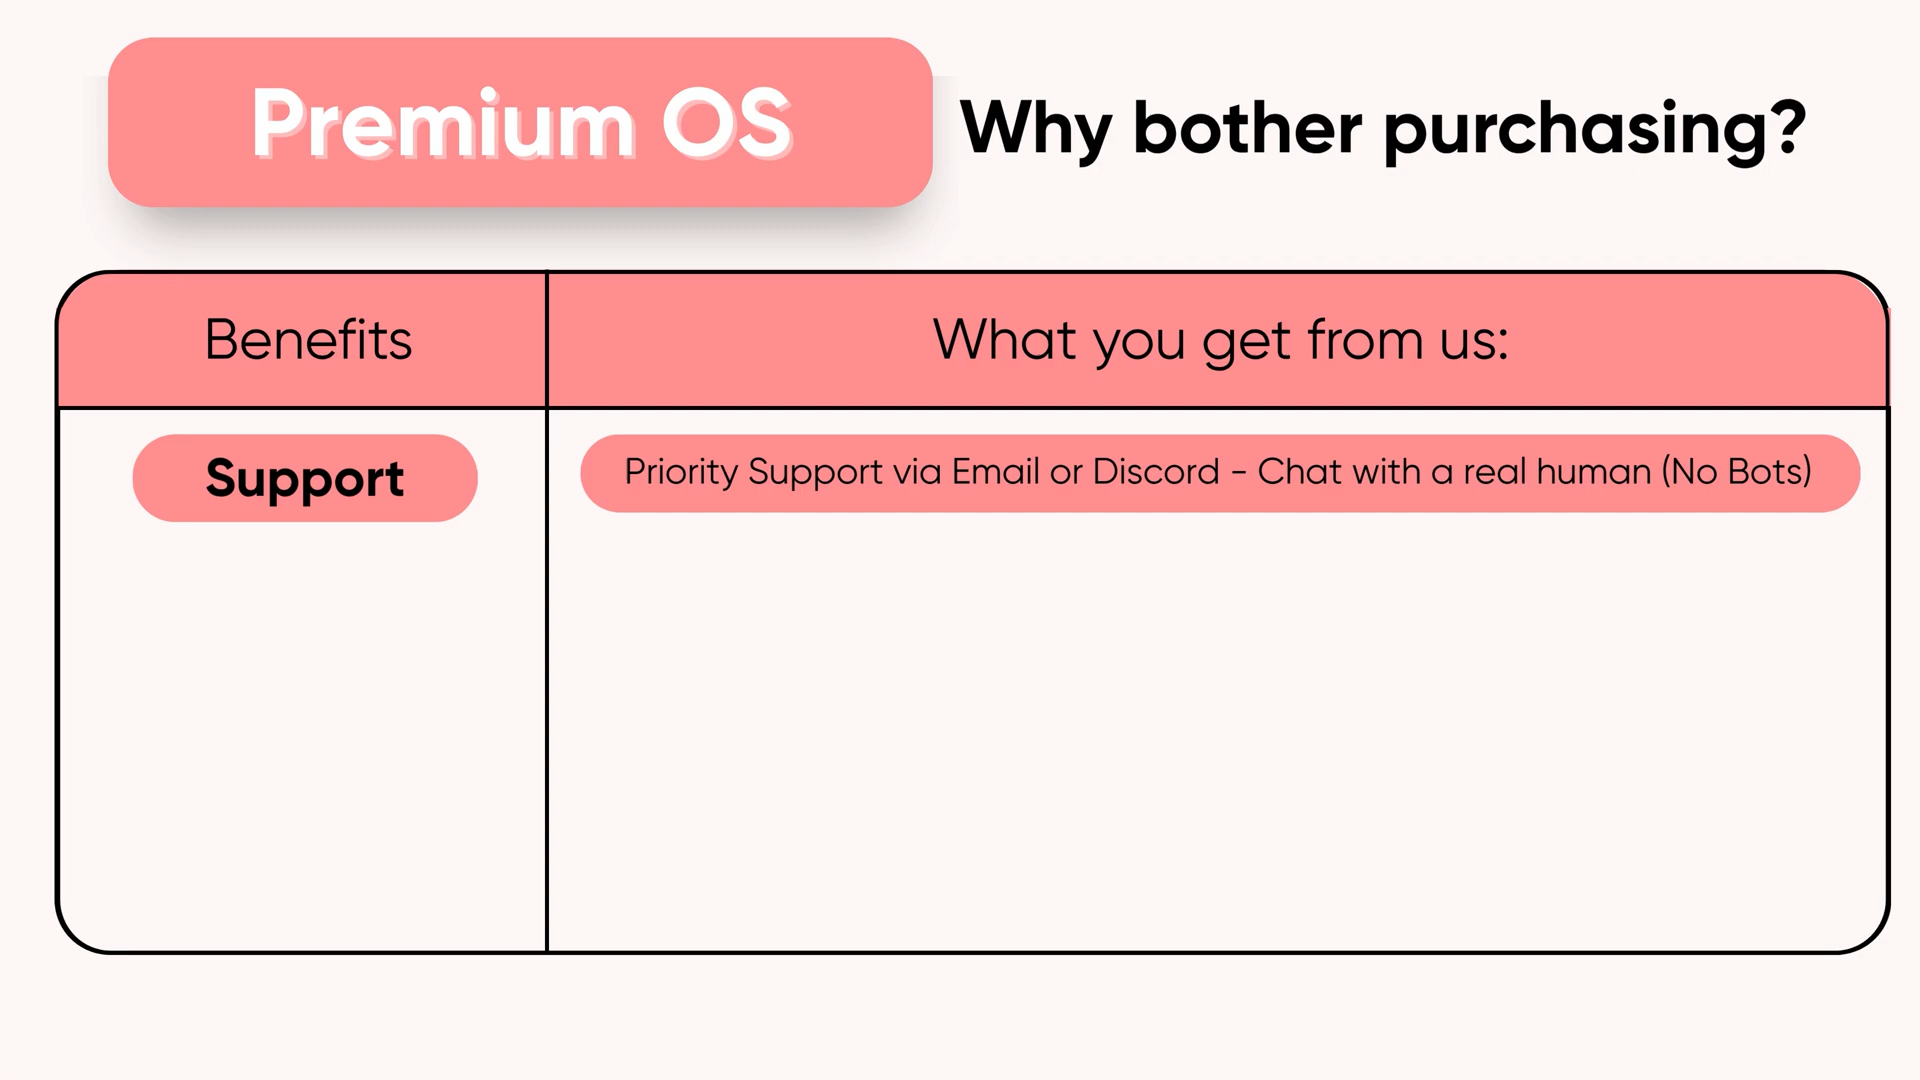 Premium OS
Why bother purchasing?
Benefits
What you get from us:
Support
Priority Support via Email or Discord - Chat with a real human (No Bots)